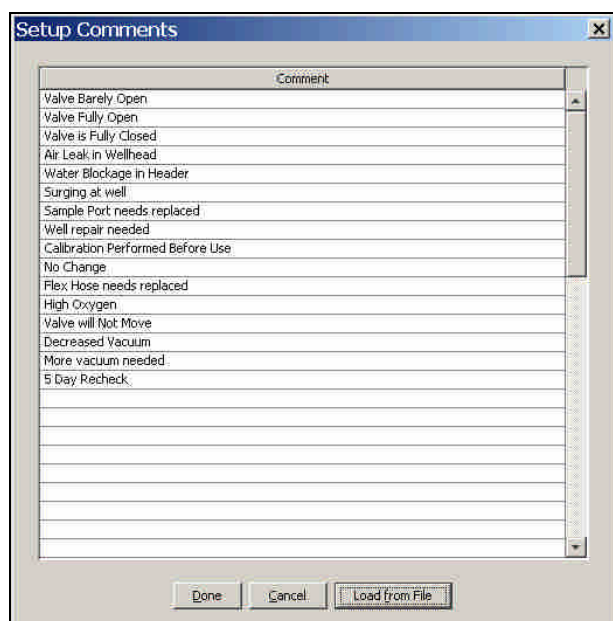 Setup Comments
Comment
Valve Barely Open
Valve Fully Open
Valve is Fully Closed
Air Leak in Wellhead
Water Blockage in Header
Surging at well
Sample Port needs replaced
Well repair needed
Calibration Performed Before Use
No Change
Flex Hose needs replaced
High Oxygen
Valve will Not Move
Decreased Vacuum
More vacuum needed
5 Day Recheck
Done Cancel Load from File